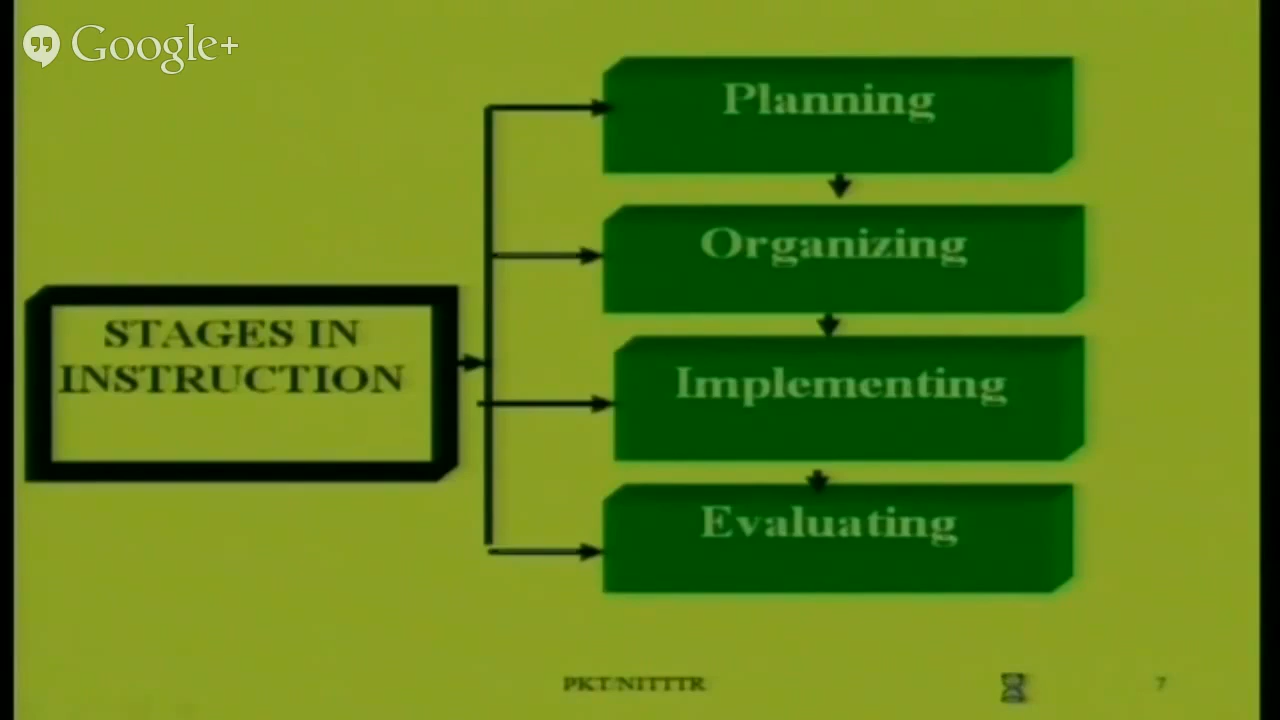 Google+
Planning
Organizing
STAGES IN
INSTRUCTION
Implementing
Evaluating
PKT/NITTTR
7